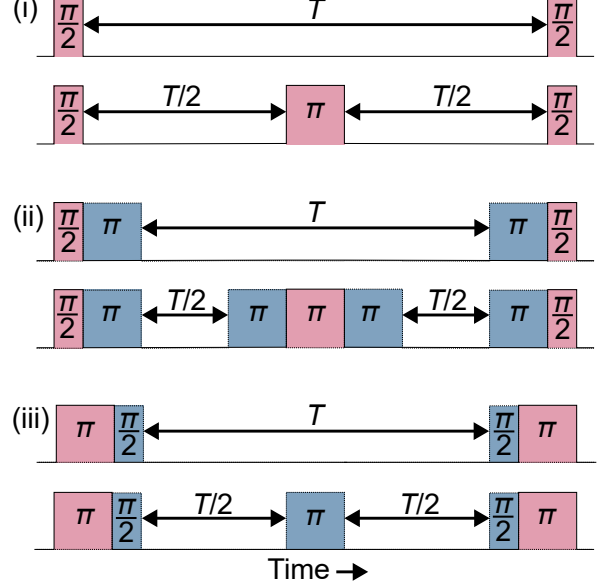 (i) π/2 T π/2
π/2 T/2 π T/2 π/2
(ii) π/2 π T π π/2
π/2 π T/2 π π π T/2 π π/2
(iii) π π/2 T π/2 π
π π/2 T/2 π T/2 π/2 π
Time